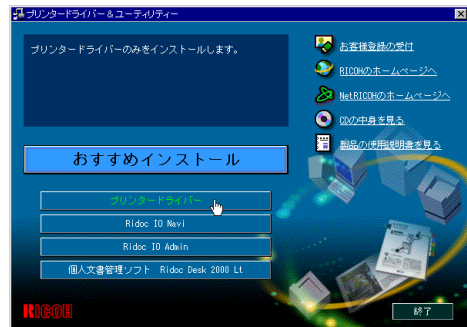 プリンタードライバー＆ユーティリティー
プリンタードライバーのみをインストールします。
おすすめインストール
プリンタードライバー
Ridoc IO Navi
Ridoc IO Admin
個人文書管理ソフト Ridoc Desk 2000 Lt
お客様登録の受付
RICOHのホームページへ
NetRICOHのホームページへ
CDの中身を見る
製品の使用説明書を見る
RICOH
終了